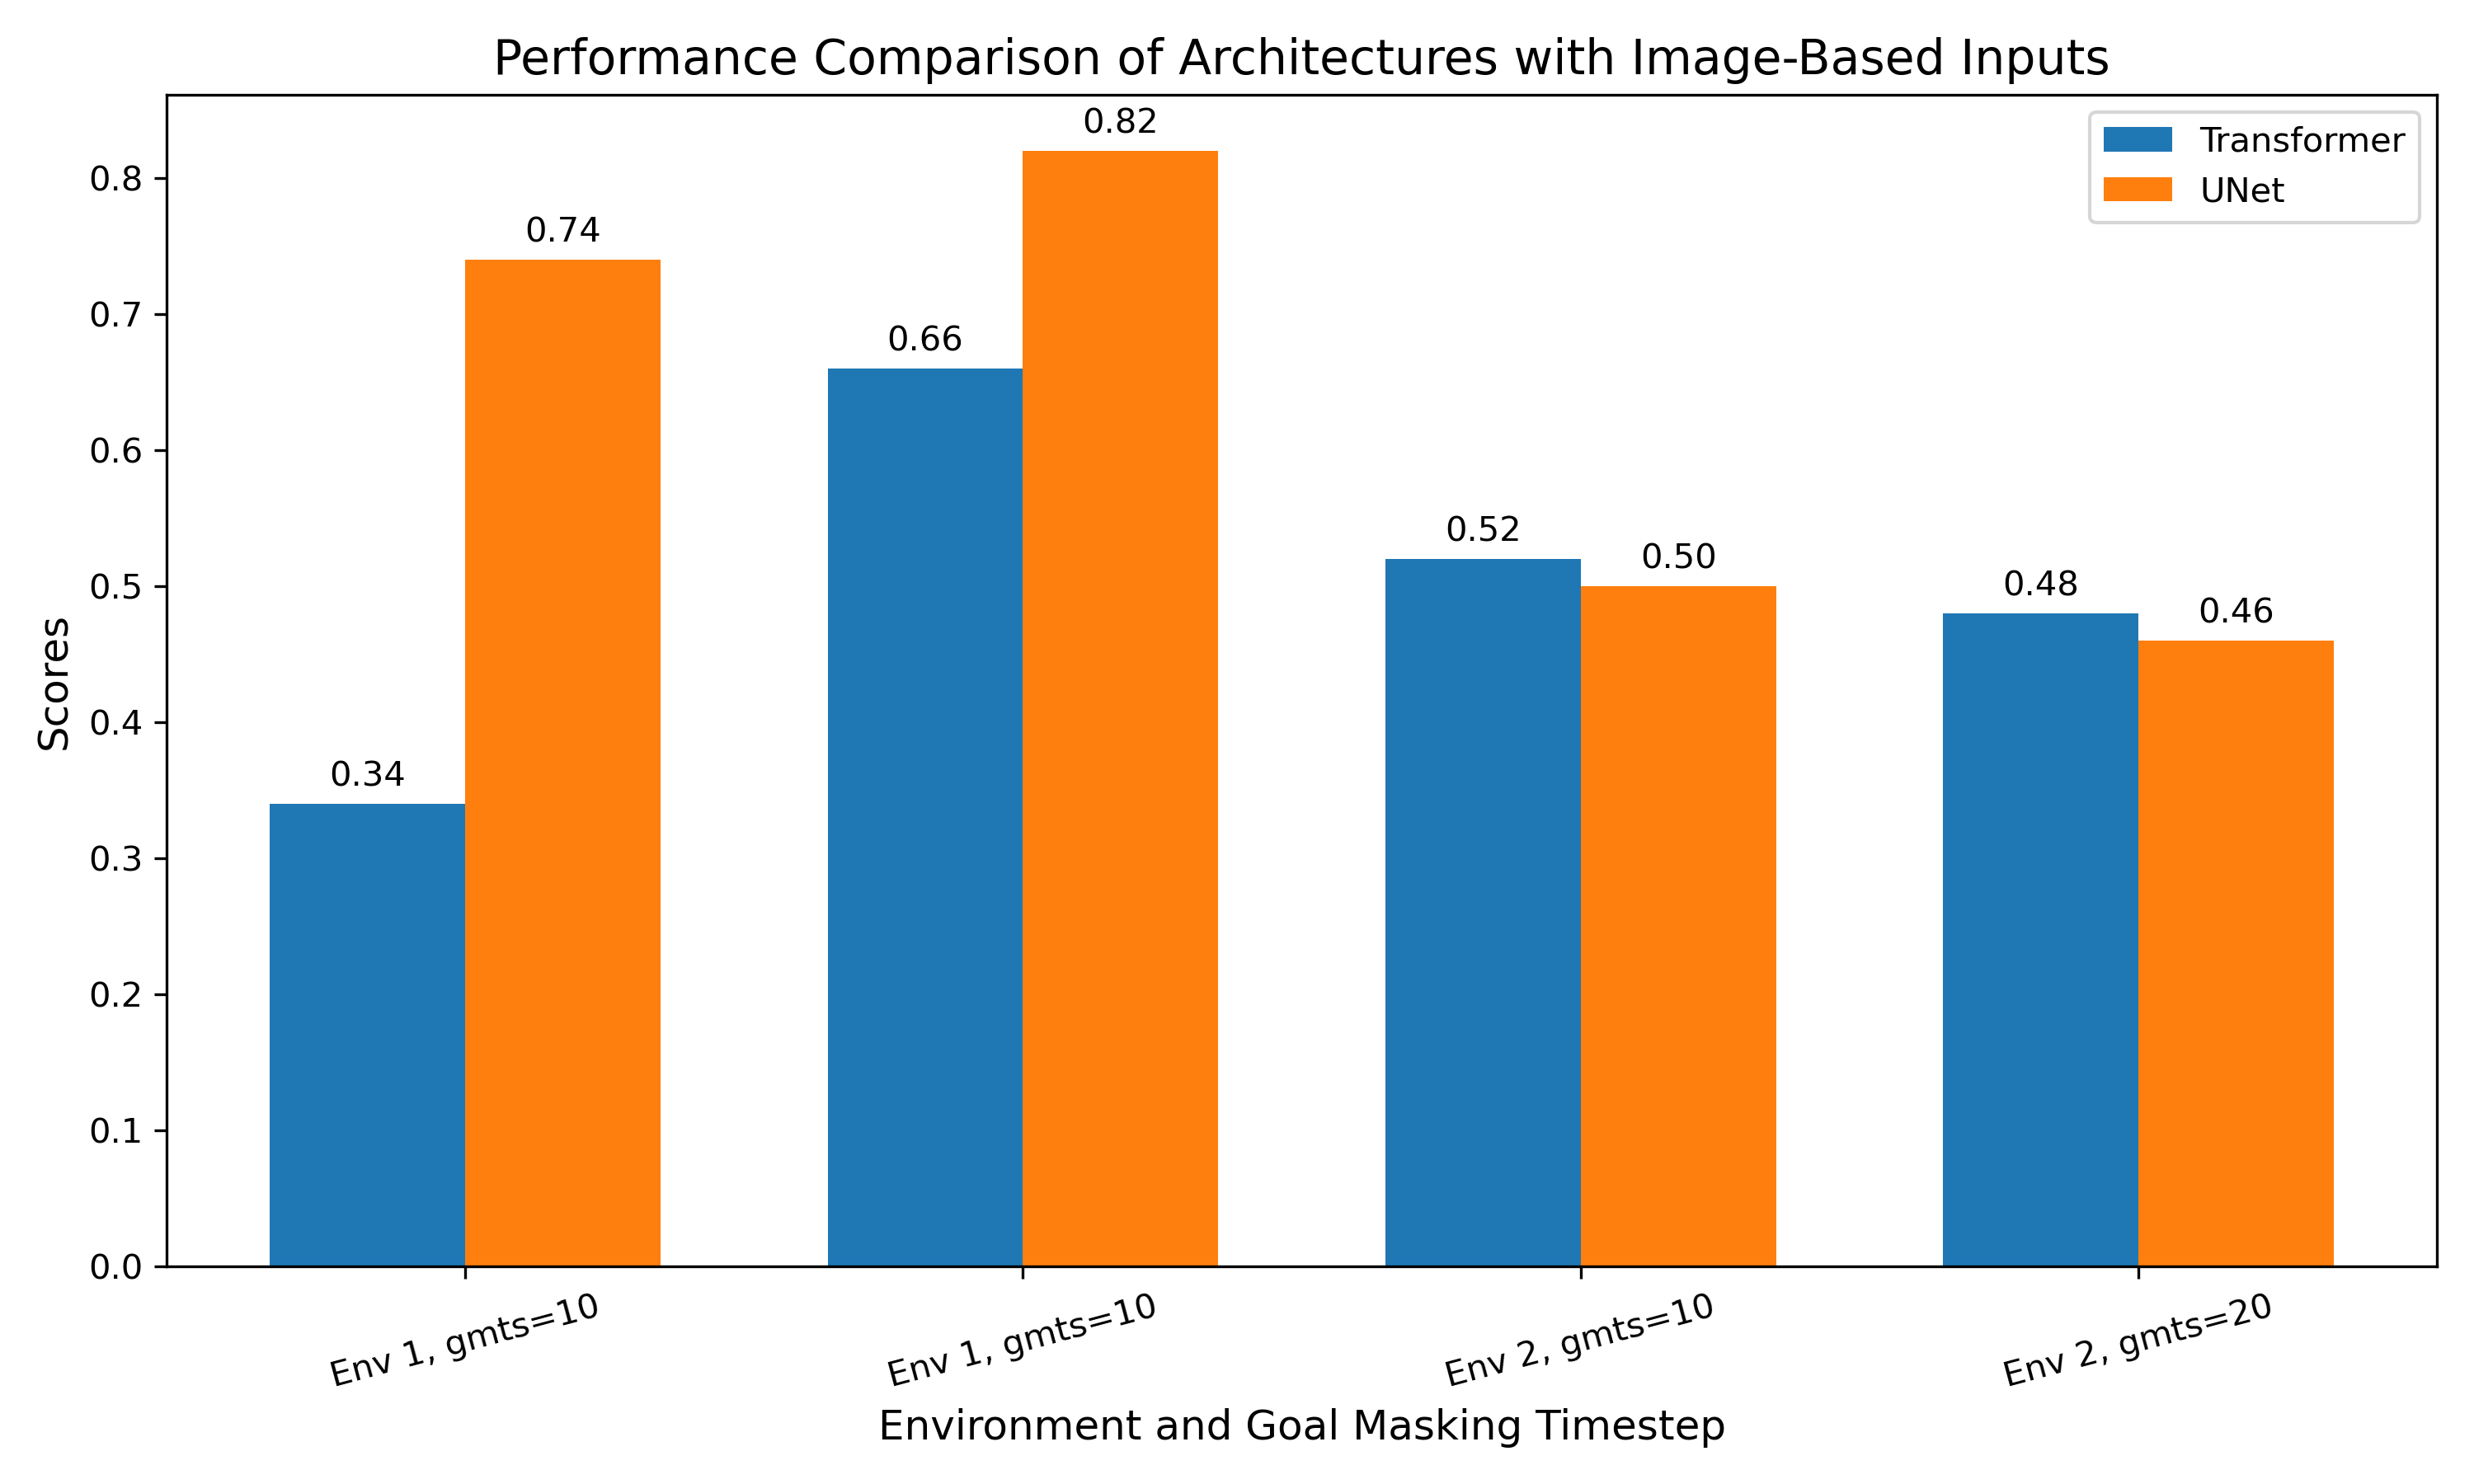 Performance Comparison of Architectures with Image-Based Inputs
Transformer
UNet
Scores
0.8
0.7
0.6
0.5
0.4
0.3
0.2
0.1
0.0
0.34
0.74
0.66
0.82
0.52
0.50
0.48
0.46
Env 1, gmts=10
Env 1, gmts=10
Env 2, gmts=10
Env 2, gmts=20
Environment and Goal Masking Timestep